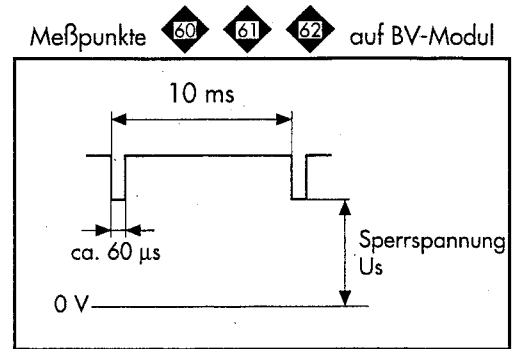 Meßpunkte 60 61 62 auf BV-Modul
10 ms
ca. 60 µs
Sperrspannung
Us
0 V